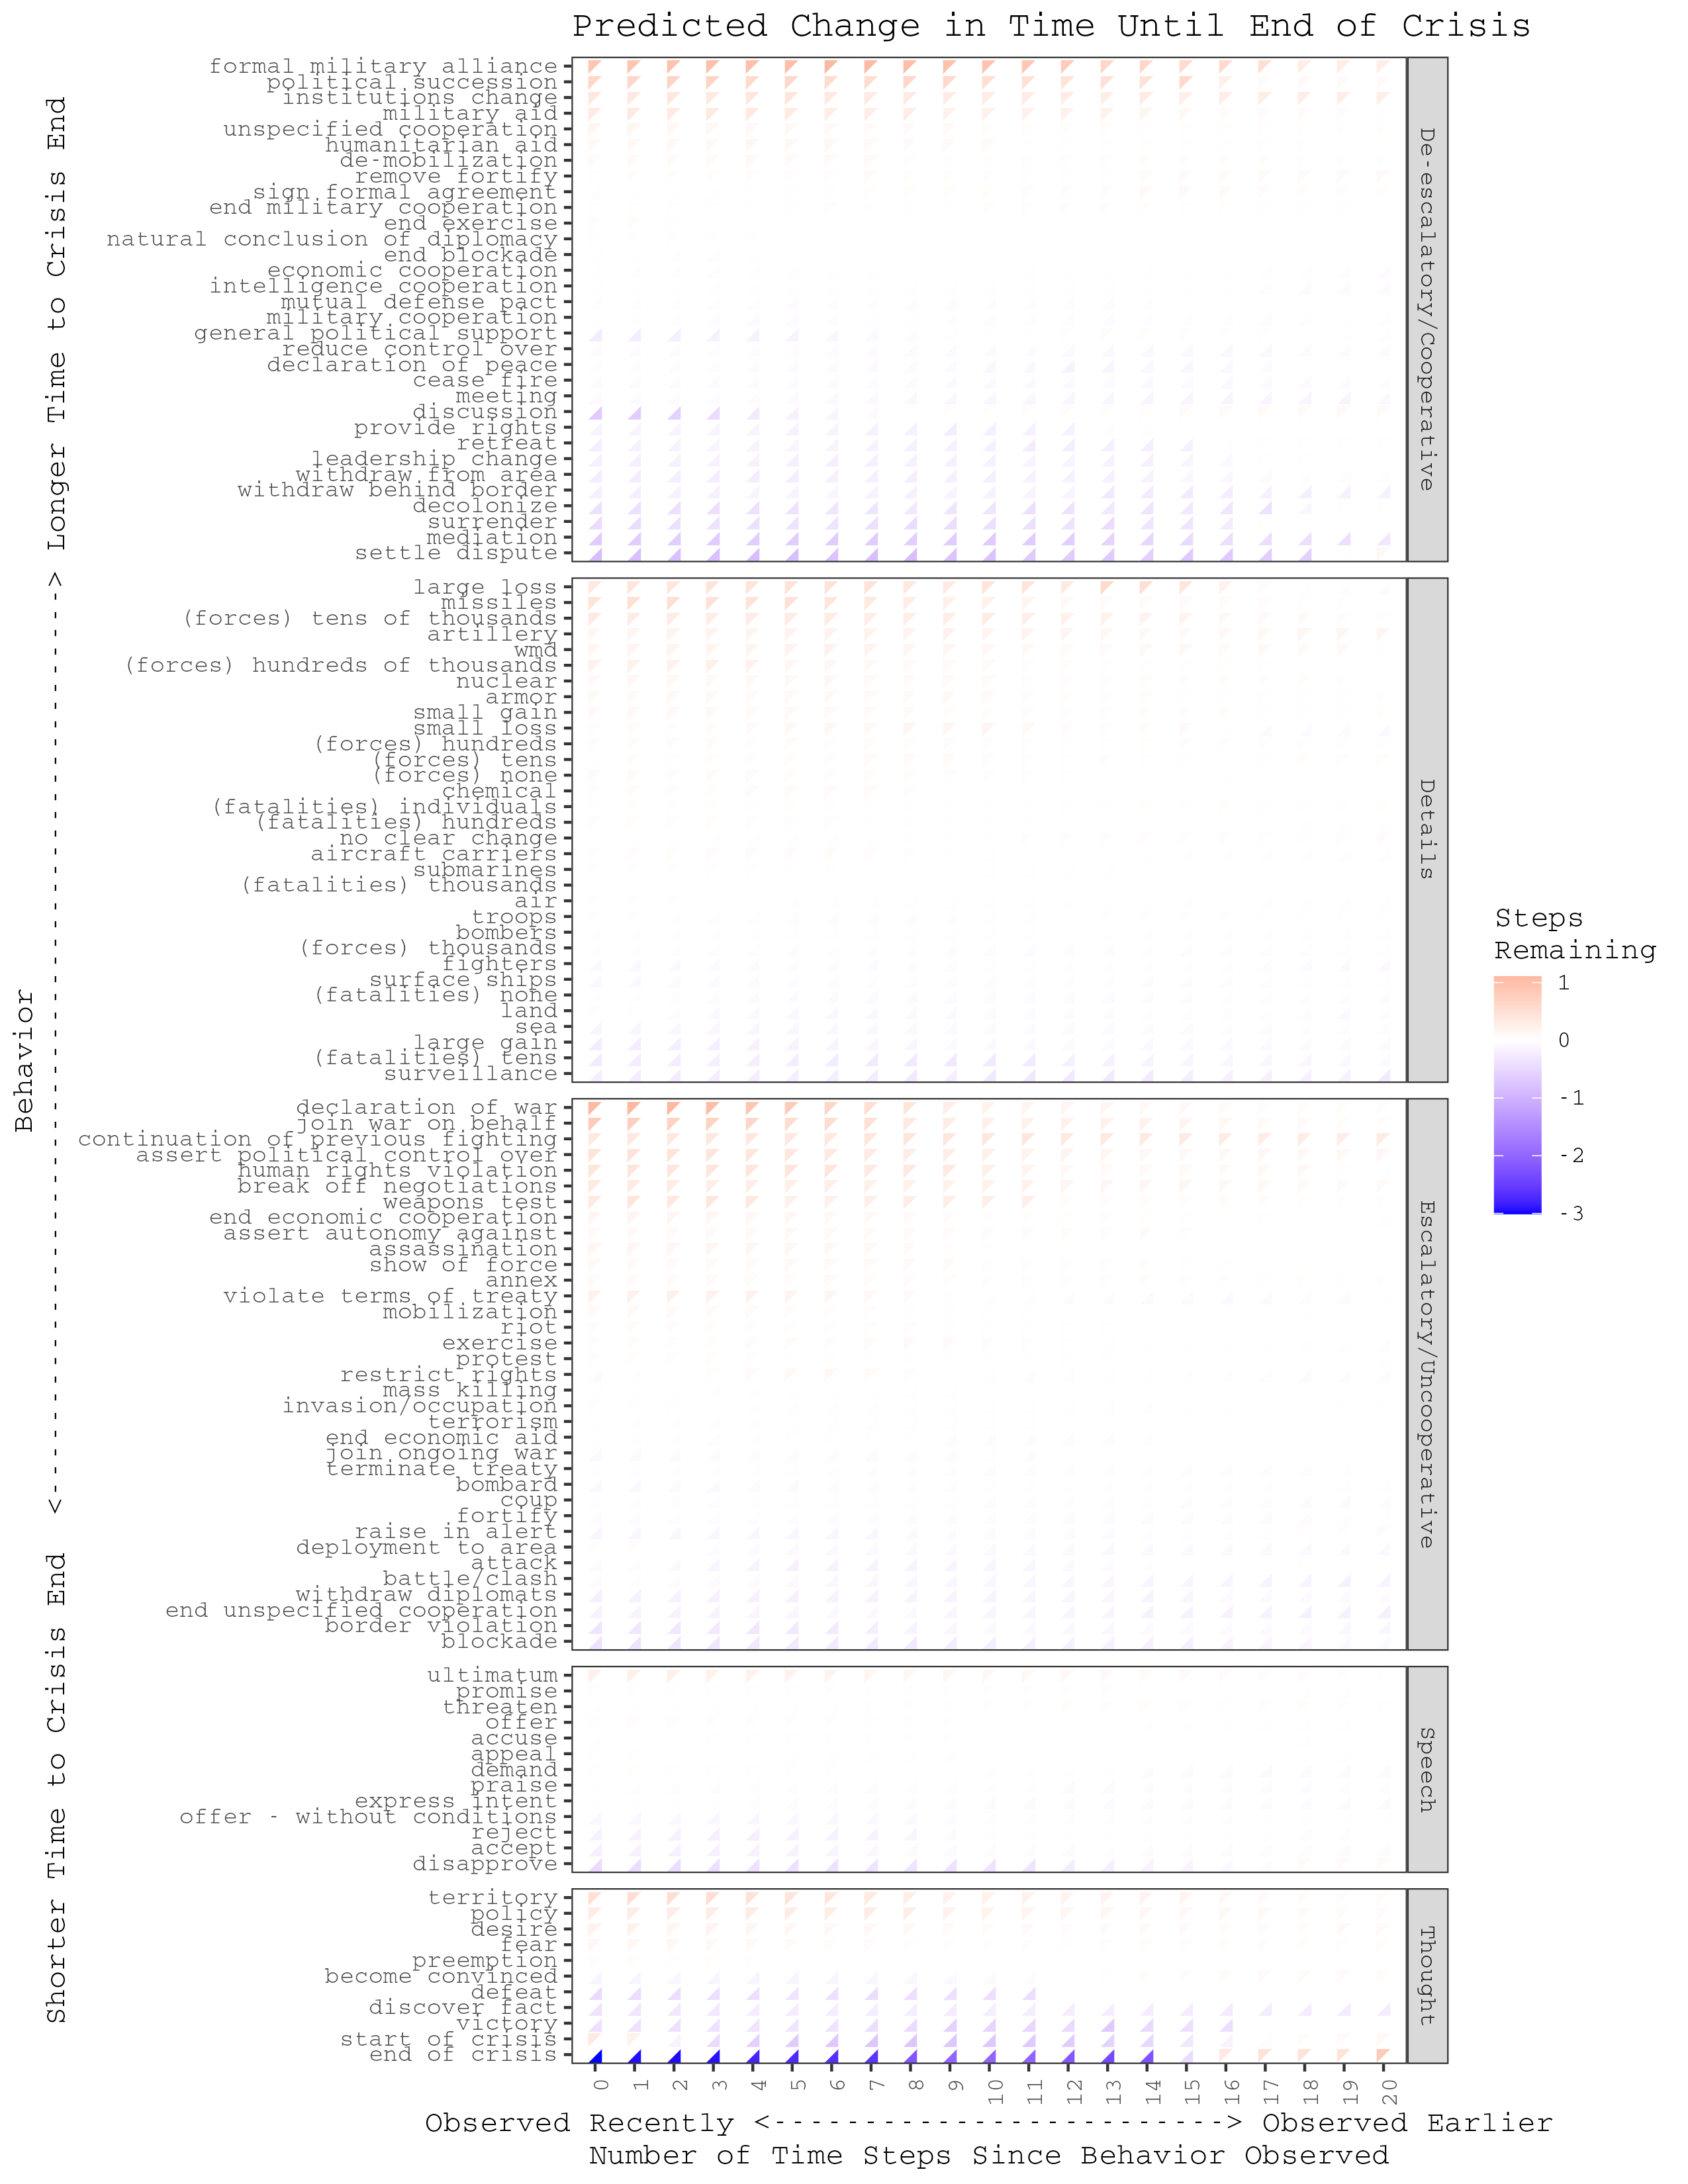 Predicted Change in Time Until End of Crisis
Behavior
Shorter Time to Crisis End <------------------------------------------------------------> Longer Time to Crisis End
De-escalatory/Cooperative
formal military alliance
political succession
institutions change
military aid
unspecified cooperation
humanitarian aid
de-mobilization
remove fortify
sign formal agreement
end military cooperation
end exercise
natural conclusion of diplomacy
end blockade
economic cooperation
intelligence cooperation
mutual defense pact
military cooperation
general political support
reduce control over
declaration of peace
cease fire
meeting
discussion
provide rights
retreat
leadership change
withdraw from area
withdraw behind border
decolonize
surrender
mediation
settle dispute
Details
large loss
missiles
(forces) tens of thousands
artillery
wmd
(forces) hundreds of thousands
nuclear
armor
small gain
small loss
(forces) hundreds
(forces) tens
(forces) none
chemical
(fatalities) individuals
(fatalities) hundreds
no clear change
aircraft carriers
submarines
(fatalities) thousands
air
troops
bombers
(forces) thousands
fighters
surface ships
(fatalities) none
land
sea
large gain
(fatalities) tens
surveillance
Escalatory/Uncooperative
declaration of war
join war on behalf
continuation of previous fighting
assert political control over
human rights violation
break off negotiations
weapons test
end economic cooperation
assert autonomy against
assassination
show of force
annex
violate terms of treaty
mobilization
riot
exercise
protest
restrict rights
mass killing
invasion/occupation
terrorism
end economic aid
join ongoing war
terminate treaty
bombard
coup
fortify
raise in alert
deployment to area
attack
battle/clash
withdraw diplomats
end unspecified cooperation
border violation
blockade
Speech
ultimatum
promise
threaten
offer
accuse
appeal
demand
praise
express intent
offer - without conditions
reject
accept
disapprove
Thought
territory
policy
desire
fear
preemption
become convinced
defeat
discover fact
victory
start of crisis
end of crisis
0 1 2 3 4 5 6 7 8 9 10 11 12 13 14 15 16 17 18 19 20
Observed Recently <-------------------------> Observed Earlier
Number of Time Steps Since Behavior Observed
Steps
Remaining
1
0
-1
-2
-3